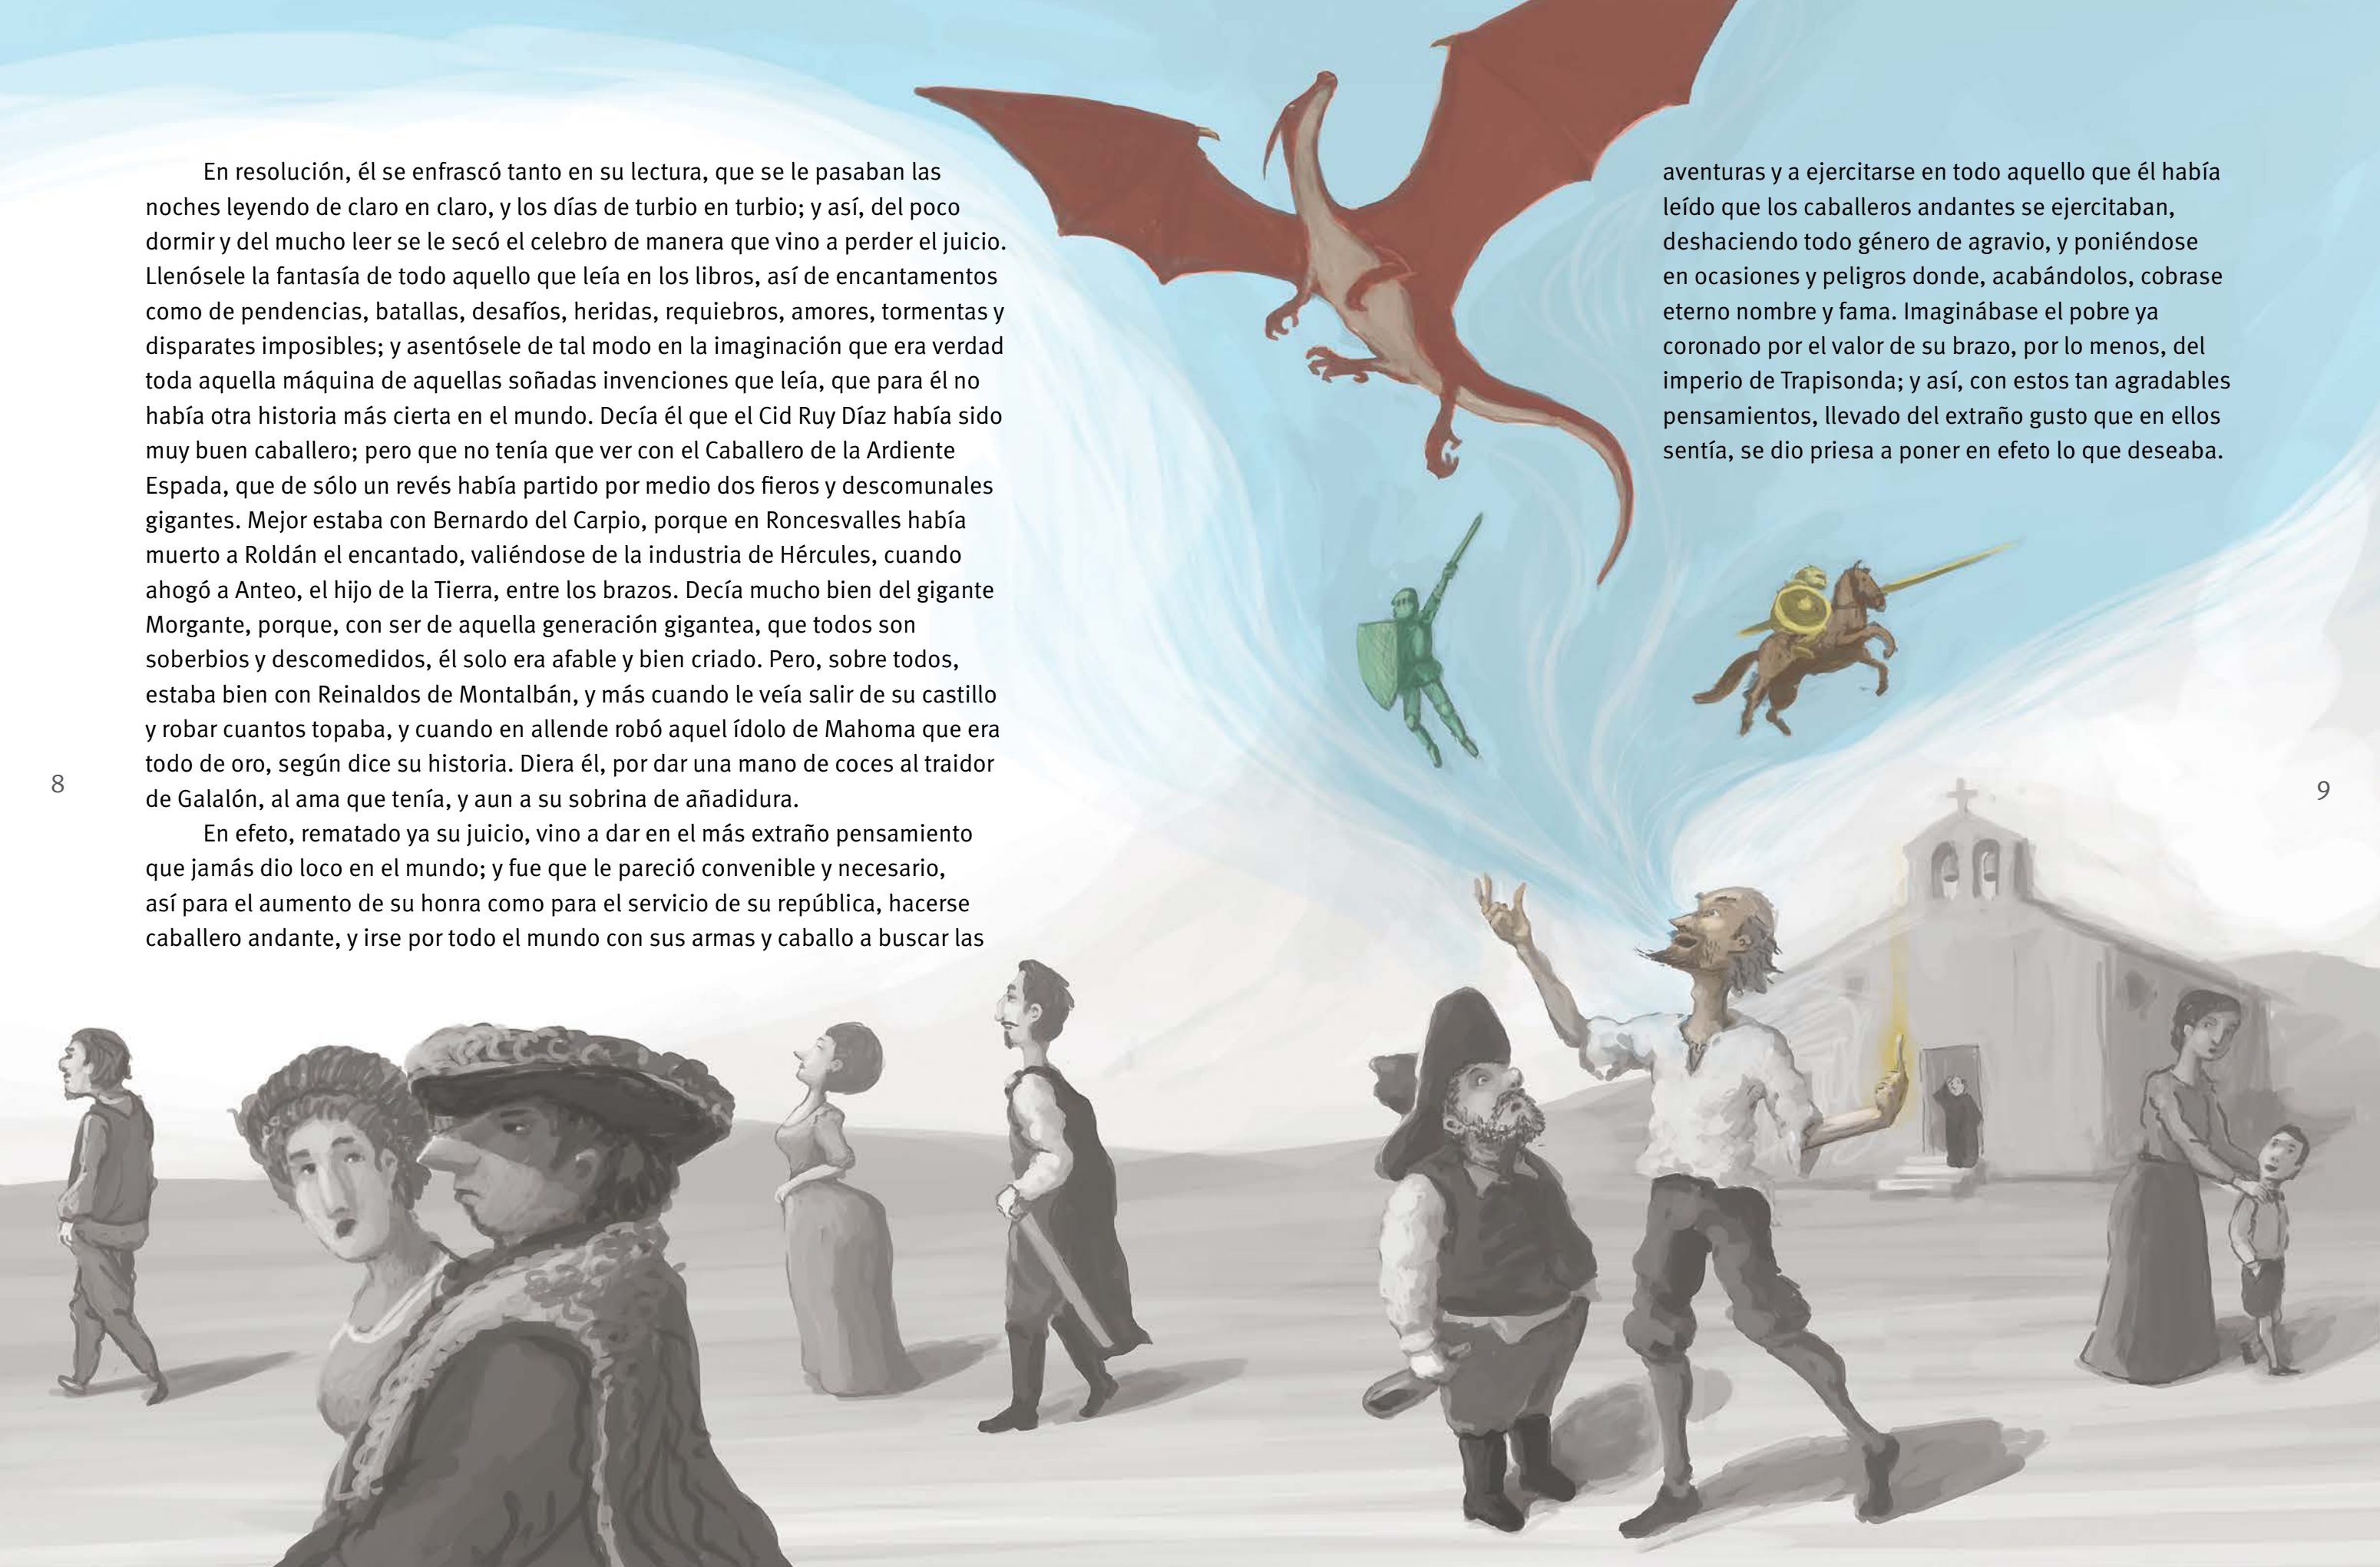 En resolución, él se enfrascó tanto en su lectura, que se le pasaban las
noches leyendo de claro en claro, y los días de turbio en turbio; y así, del poco
dormir y del mucho leer se le secó el celebro de manera que vino a perder el juicio.
Llenósele la fantasía de todo aquello que leía en los libros, así de encantamentos
como de pendencias, batallas, desafíos, heridas, requiebros, amores, tormentas y
disparates imposibles; y asentósele de tal modo en la imaginación que era verdad
toda aquella máquina de aquellas soñadas invenciones que leía, que para él no
había otra historia más cierta en el mundo. Decía él que el Cid Ruy Díaz había sido
muy buen caballero; pero que no tenía que ver con el Caballero de la Ardiente
Espada, que de sólo un revés había partido por medio dos fieros y descomunales
gigantes. Mejor estaba con Bernardo del Carpio, porque en Roncesvalles había
muerto a Roldán el encantado, valiéndose de la industria de Hércules, cuando
ahogó a Anteo, el hijo de la Tierra, entre los brazos. Decía mucho bien del gigante
Morgante, porque, con ser de aquella generación gigantea, que todos son
soberbios y descomedidos, él solo era afable y bien criado. Pero, sobre todos,
estaba bien con Reinaldos de Montalbán, y más cuando le veía salir de su castillo
y robar cuantos topaba, y cuando en allende robó aquel ídolo de Mahoma que era
todo de oro, según dice su historia. Diera él, por dar una mano de coces al traidor
de Galalón, al ama que tenía, y aun a su sobrina de añadidura.
En efeto, rematado ya su juicio, vino a dar en el más extraño pensamiento
que jamás dio loco en el mundo; y fue que le pareció convenible y necesario,
así para el aumento de su honra como para el servicio de su república, hacerse
caballero andante, y irse por todo el mundo con sus armas y caballo a buscar las
8
aventuras y a ejercitarse en todo aquello que él había
leído que los caballeros andantes se ejercitaban,
deshaciendo todo género de agravio, y poniéndose
en ocasiones y peligros donde, acabándolos, cobrase
eterno nombre y fama. Imaginábase el pobre ya
coronado por el valor de su brazo, por lo menos, del
imperio de Trapisonda; y así, con estos tan agradables
pensamientos, llevado del extraño gusto que en ellos
sentía, se dio priesa a poner en efeto lo que deseaba.
9